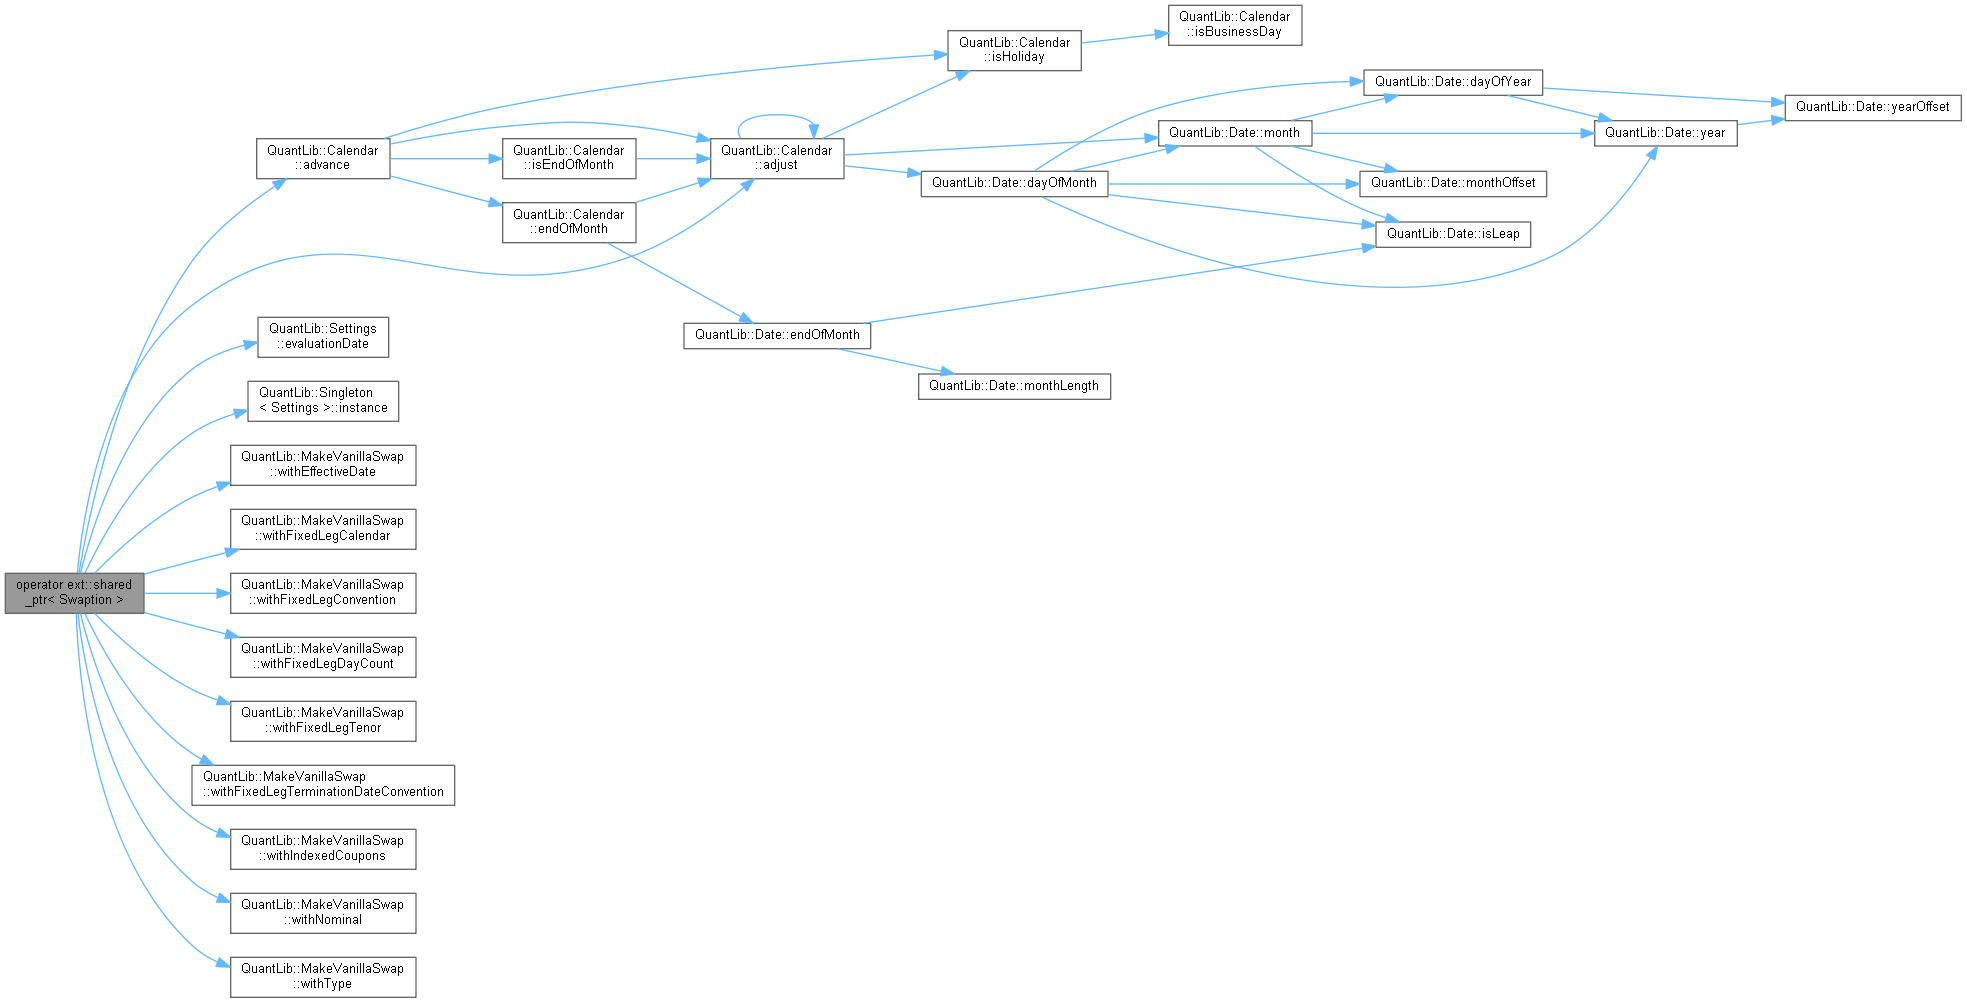 QuantLib::Calendar
::isBusinessDay
QuantLib::Calendar
::isHoliday
QuantLib::Date::dayOfYear
QuantLib::Date::yearOffset
QuantLib::Date::month
QuantLib::Date::year
QuantLib::Calendar
::advance
QuantLib::Calendar
::isEndOfMonth
QuantLib::Calendar
::adjust
QuantLib::Date::dayOfMonth
QuantLib::Date::monthOffset
QuantLib::Calendar
::endOfMonth
QuantLib::Date::isLeap
QuantLib::Settings
::evaluationDate
QuantLib::Date::endOfMonth
QuantLib::Date::monthLength
QuantLib::Singleton
< Settings >::instance
QuantLib::MakeVanillaSwap
::withEffectiveDate
QuantLib::MakeVanillaSwap
::withFixedLegCalendar
operator ext::shared
_ptr< Swaption >
QuantLib::MakeVanillaSwap
::withFixedLegConvention
QuantLib::MakeVanillaSwap
::withFixedLegDayCount
QuantLib::MakeVanillaSwap
::withFixedLegTenor
QuantLib::MakeVanillaSwap
::withFixedLegTerminationDateConvention
QuantLib::MakeVanillaSwap
::withIndexedCoupons
QuantLib::MakeVanillaSwap
::withNominal
QuantLib::MakeVanillaSwap
::withType